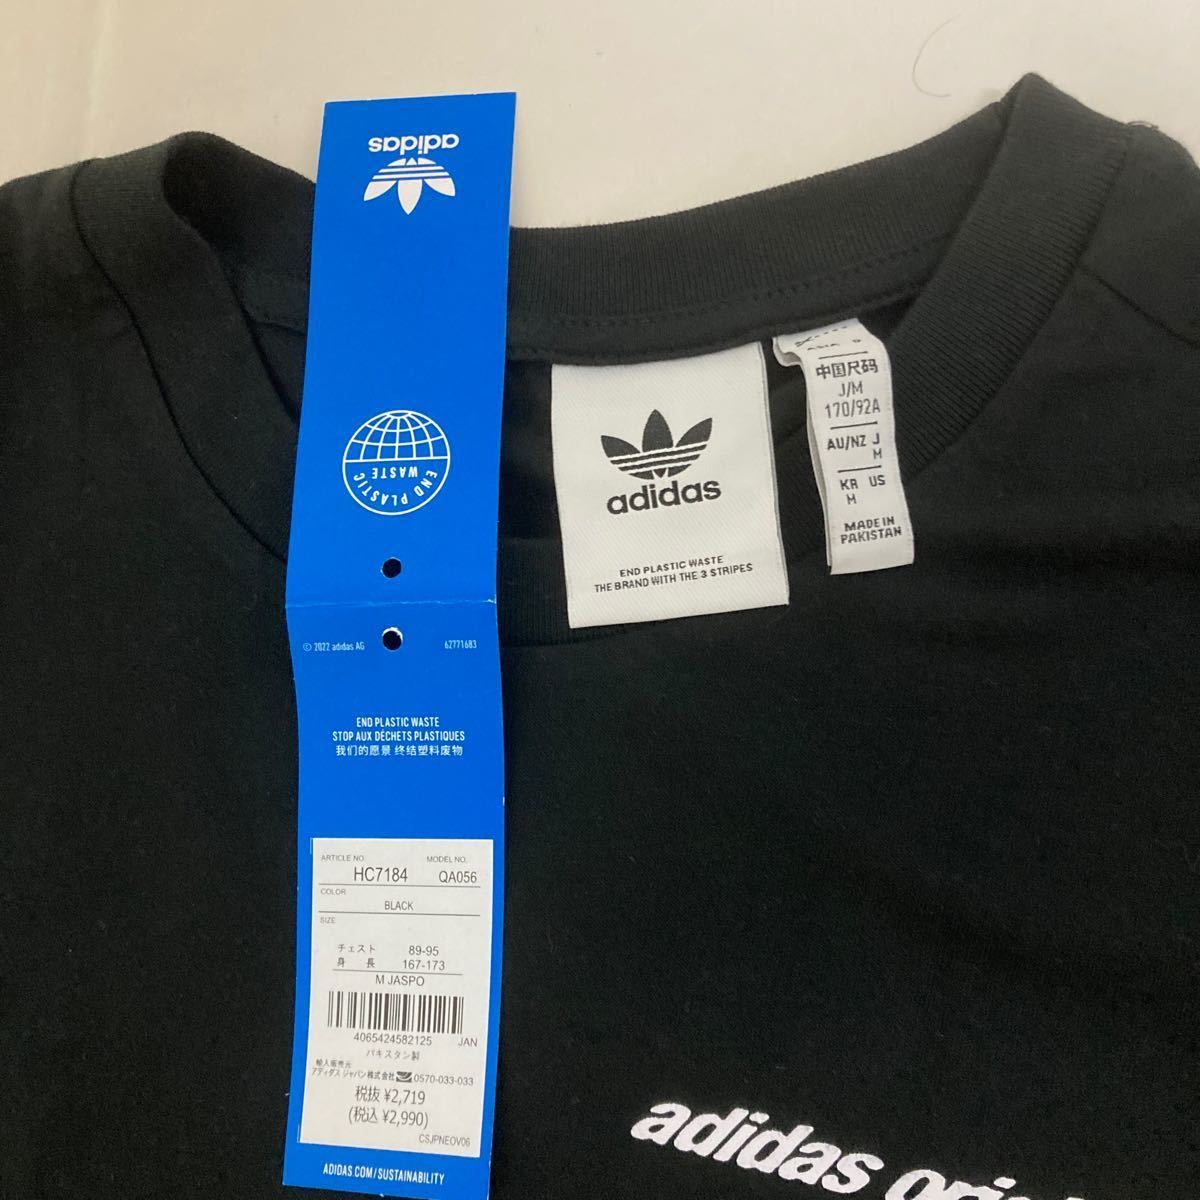 adidas
END PLASTIC WASTE
© 2022 adidas AG
62771683
END PLASTIC WASTE
STOP AUX DÉCHETS PLASTIQUES
我们的愿景 终结塑料废物
ARTICLE NO.
MODEL NO.
HC7184
QA056
COLOR
BLACK
SIZE
チェスト 89-95
身 長 167-173
M JASPO
4065424582125 JAN
パキスタン製
輸入販売元
アディダス ジャパン株式会社 0570-033-033
税抜 ¥2,719
(税込 ¥2,990)
CSJPNEOV06
ADIDAS.COM/SUSTAINABILITY
adidas
END PLASTIC WASTE
THE BRAND WITH THE 3 STRIPES
ASIA
中国尺码
J/M
170/92A
AU/NZ J
M
KR US
M
MADE IN
PAKISTAN
adidas